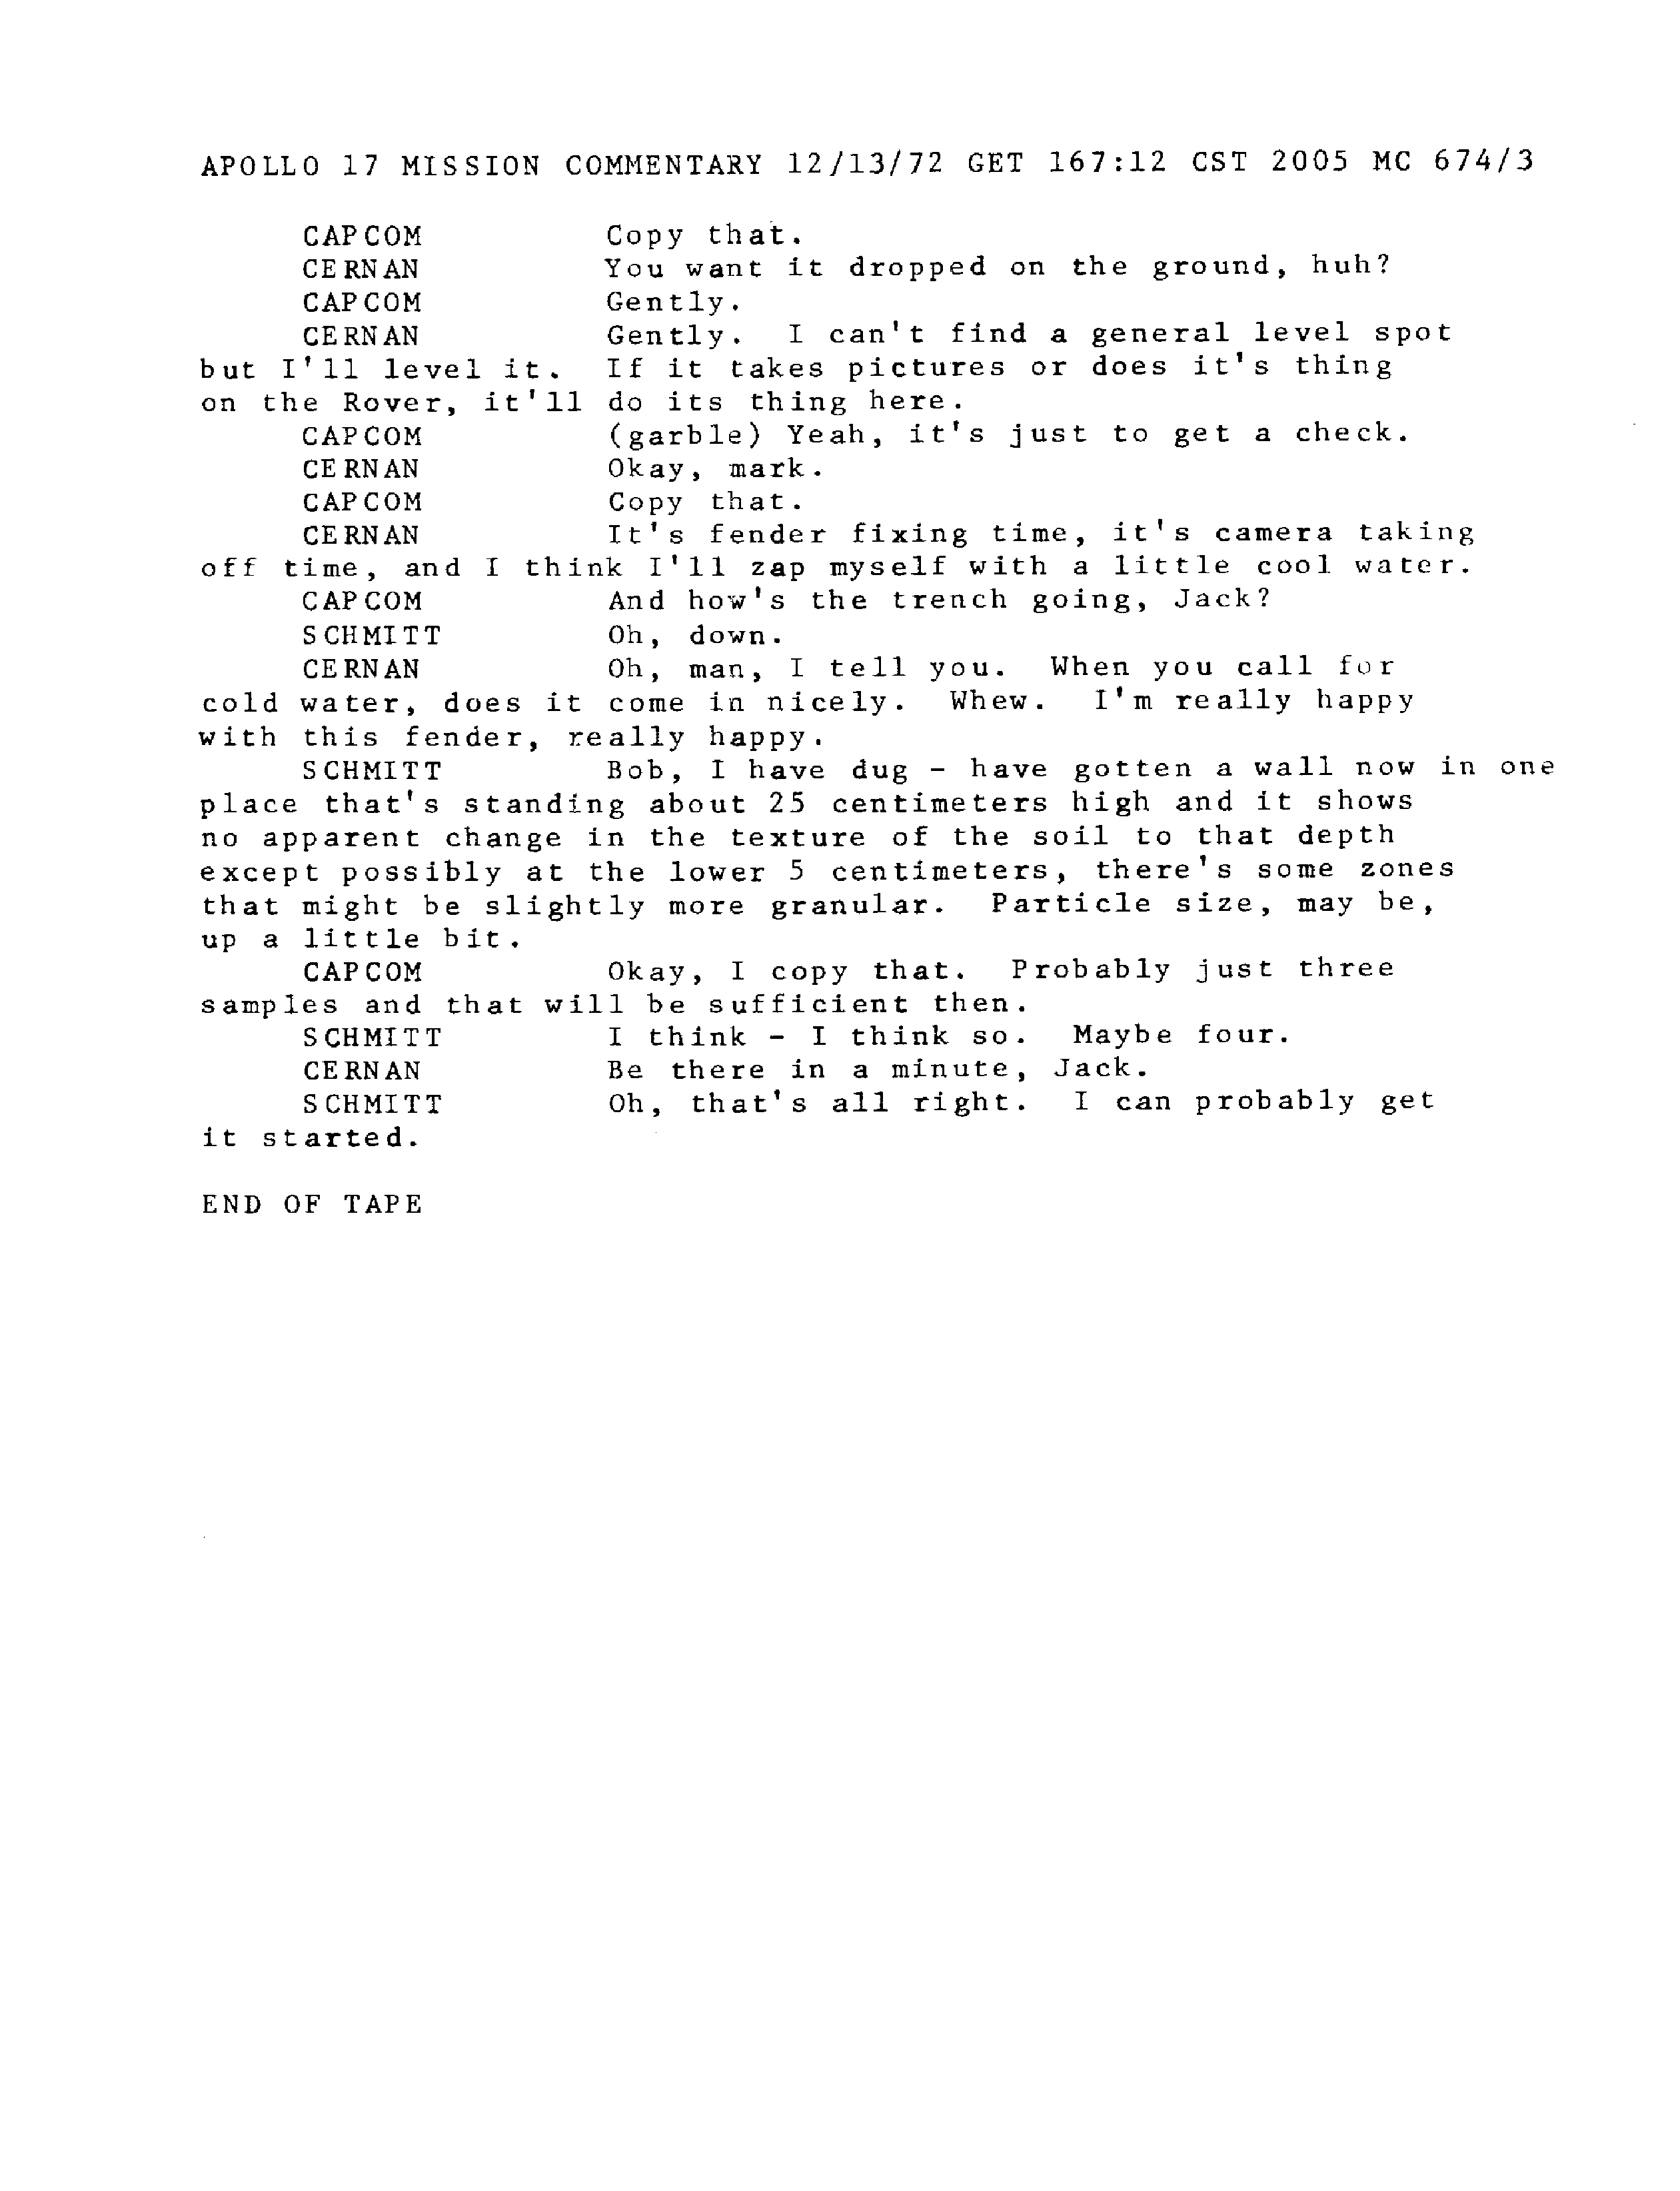 APOLLO 17 MISSION COMMENTARY 12/13/72 GET 167:12 CST 2005 MC 674/3
CAPCOM Copy that.
CERNAN You want it dropped on the ground, huh?
CAPCOM Gently.
CERNAN Gently. I can't find a general level spot
but I'll level it. If it takes pictures or does it's thing
on the Rover, it'll do its thing here.
CAPCOM (garble) Yeah, it's just to get a check.
CERNAN Okay, mark.
CAPCOM Copy that.
CERNAN It's fender fixing time, it's camera taking
off time, and I think I'll zap myself with a little cool water.
CAPCOM And how's the trench going, Jack?
SCHMITT Oh, down.
CERNAN Oh, man, I tell you. When you call for
cold water, does it come in nicely. Whew. I'm really happy
with this fender, really happy.
SCHMITT Bob, I have dug - have gotten a wall now in one
place that's standing about 25 centimeters high and it shows
no apparent change in the texture of the soil to that depth
except possibly at the lower 5 centimeters, there's some zones
that might be slightly more granular. Particle size, may be,
up a little bit.
CAPCOM Okay, I copy that. Probably just three
samples and that will be sufficient then.
SCHMITT I think - I think so. Maybe four.
CERNAN Be there in a minute, Jack.
SCHMITT Oh, that's all right. I can probably get
it started.
END OF TAPE